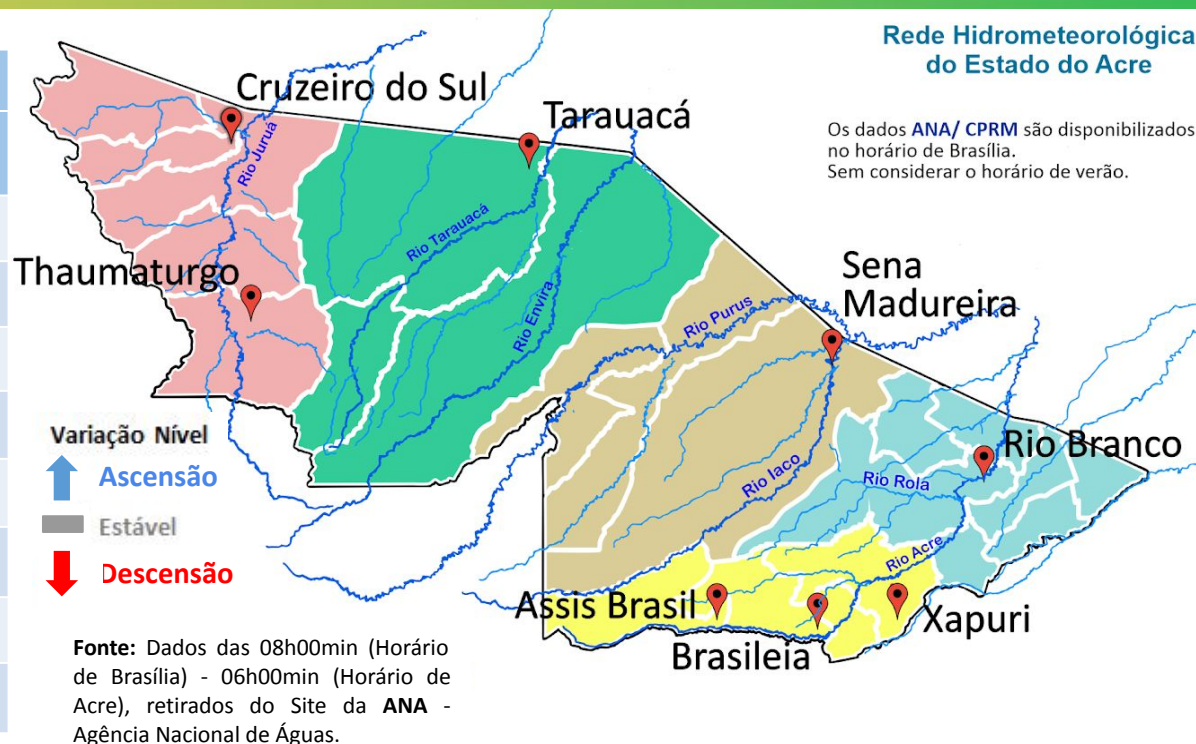 Rede Hidrometeorológica
do Estado do Acre
Os dados ANA/ CPRM são disponibilizados
no horário de Brasília.
Sem considerar o horário de verão.
Cruzeiro do Sul
Tarauacá
Rio Juruá
Rio Tarauacá
Thaumaturgo
Rio Envira
Sena
Madureira
Rio Purus
Variação Nível
Ascensão
Estável
Descensão
Rio Branco
Rio Iaco
Rio Rola
Rio Acre
Assis Brasil
Xapuri
Brasileia
Fonte: Dados das 08h00min (Horário
de Brasília) - 06h00min (Horário de
Acre), retirados do Site da ANA -
Agência Nacional de Águas.